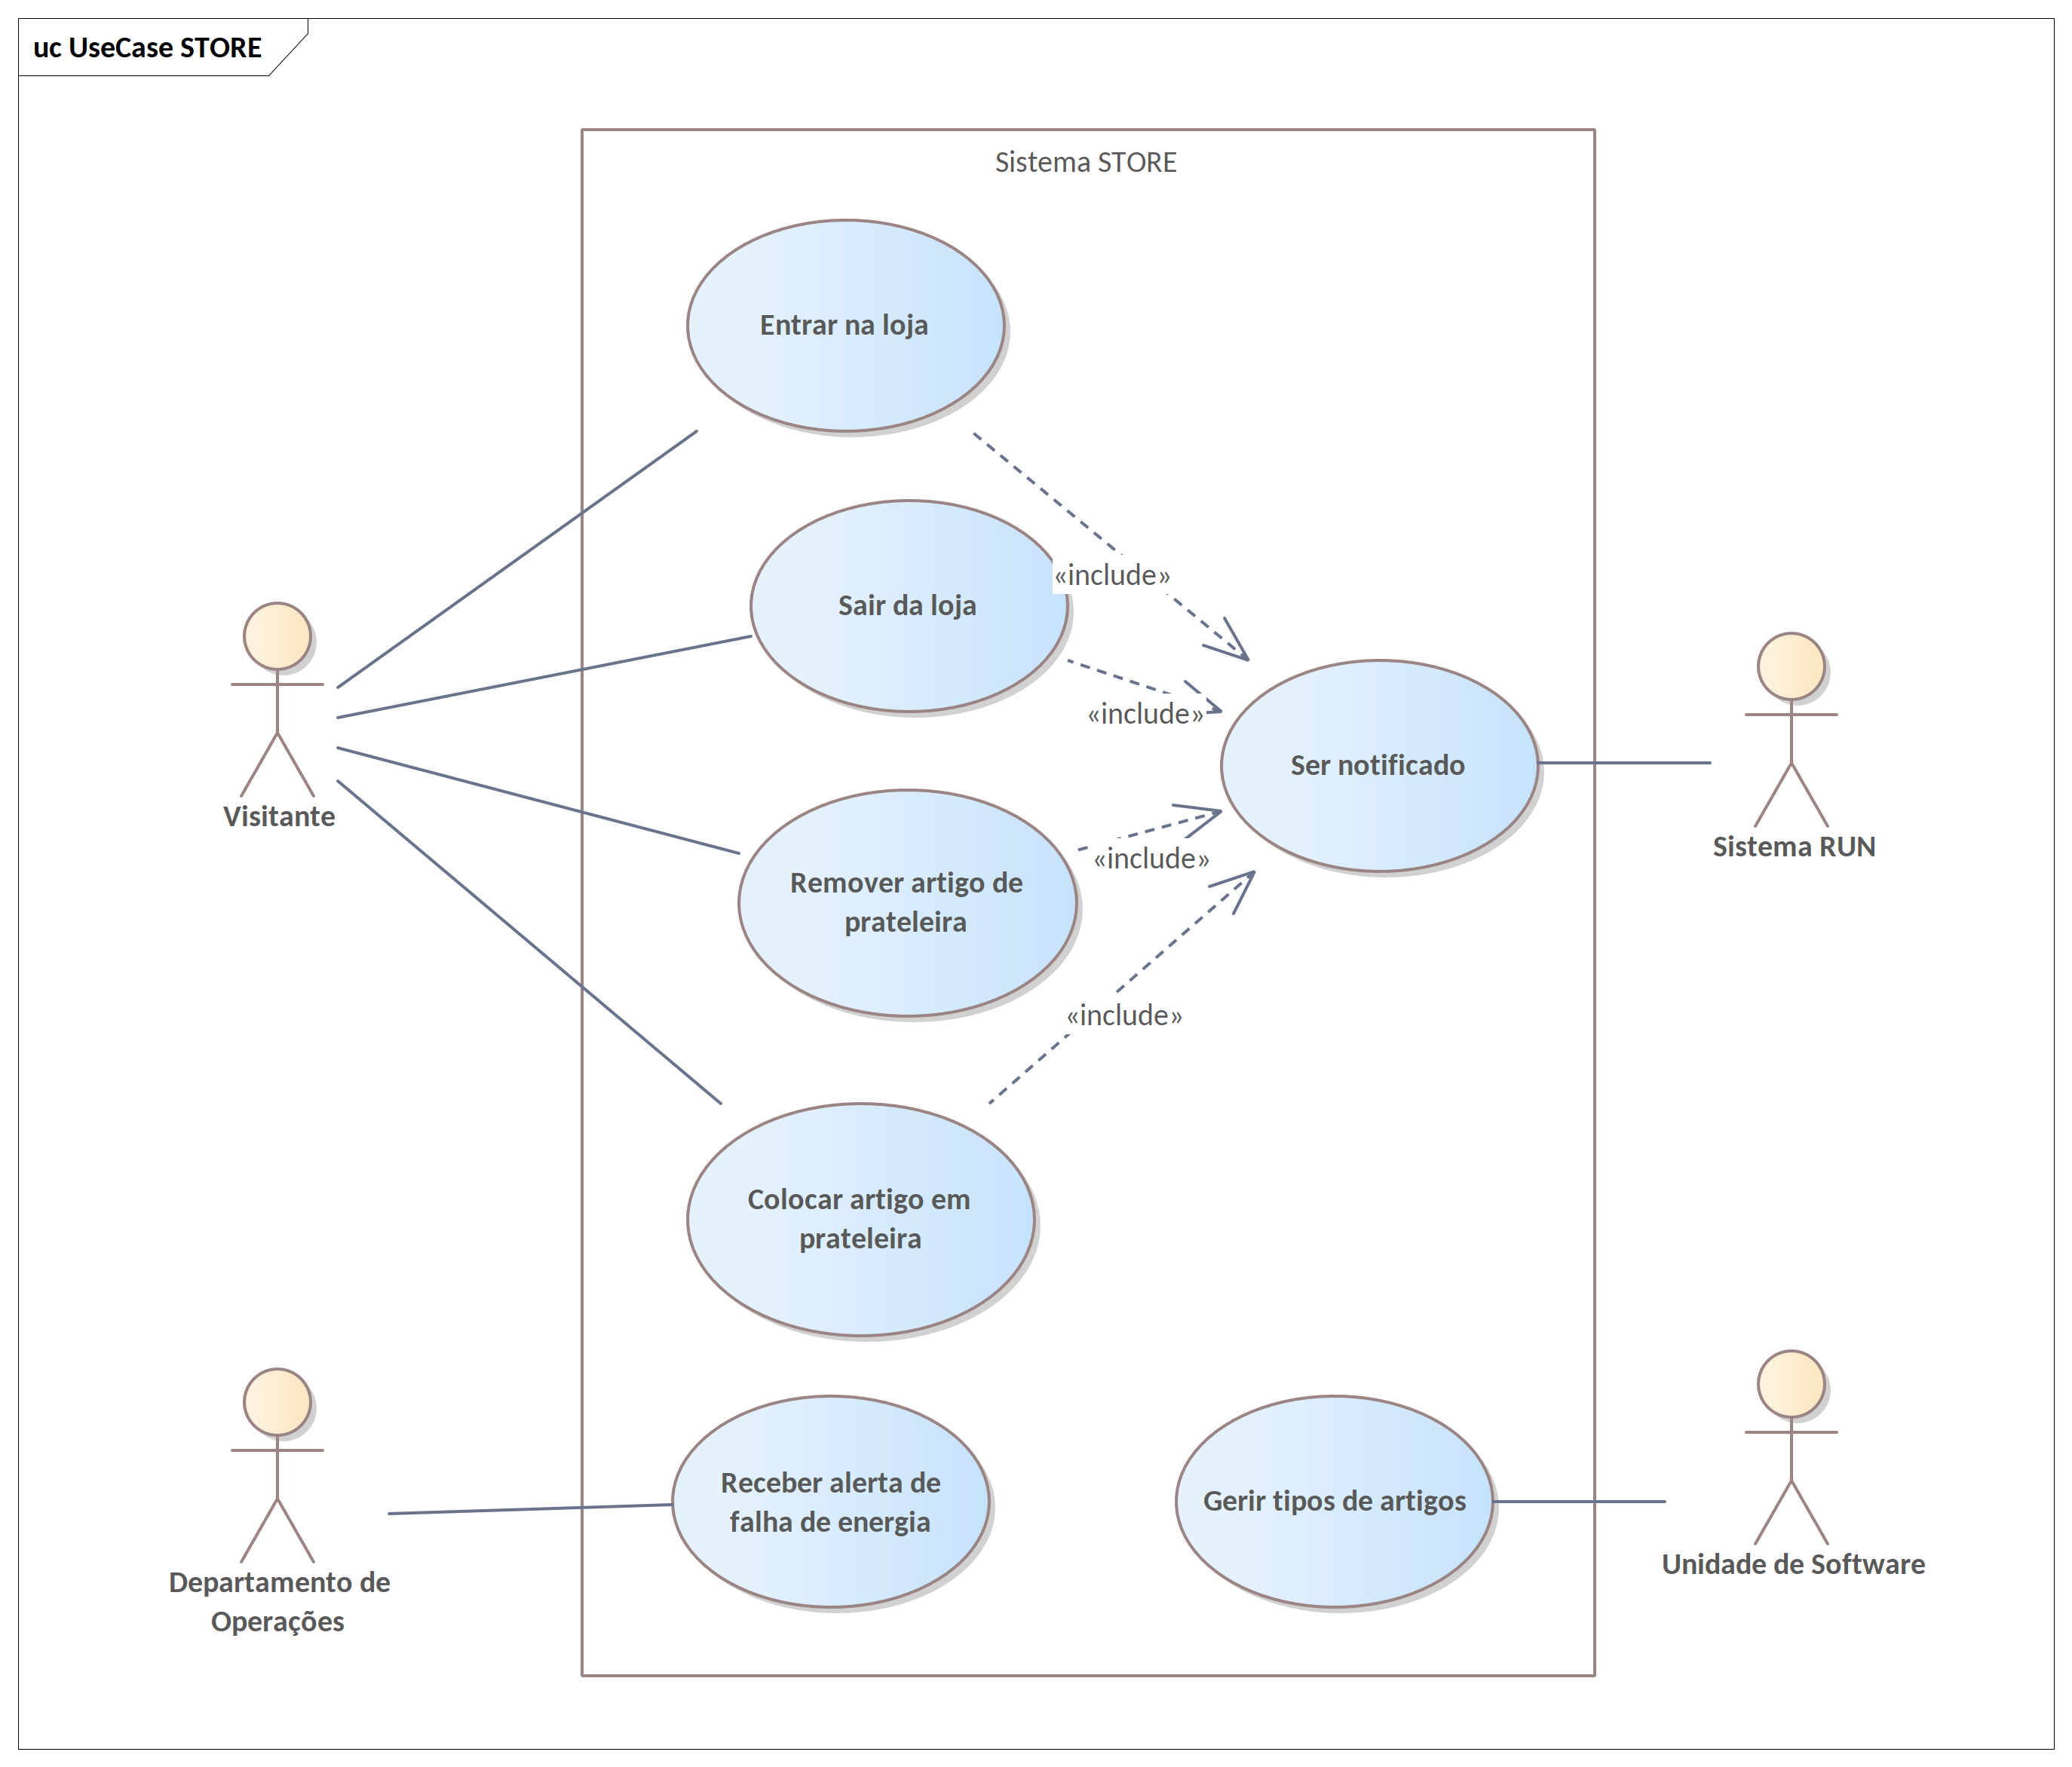 uc UseCase STORE
Sistema STORE
Entrar na loja
«include»
Sair da loja
«include»
Ser notificado
Visitante
Sistema RUN
«include»
Remover artigo de
prateleira
«include»
Colocar artigo em
prateleira
Receber alerta de
falha de energia
Gerir tipos de artigos
Departamento de
Operações
Unidade de Software